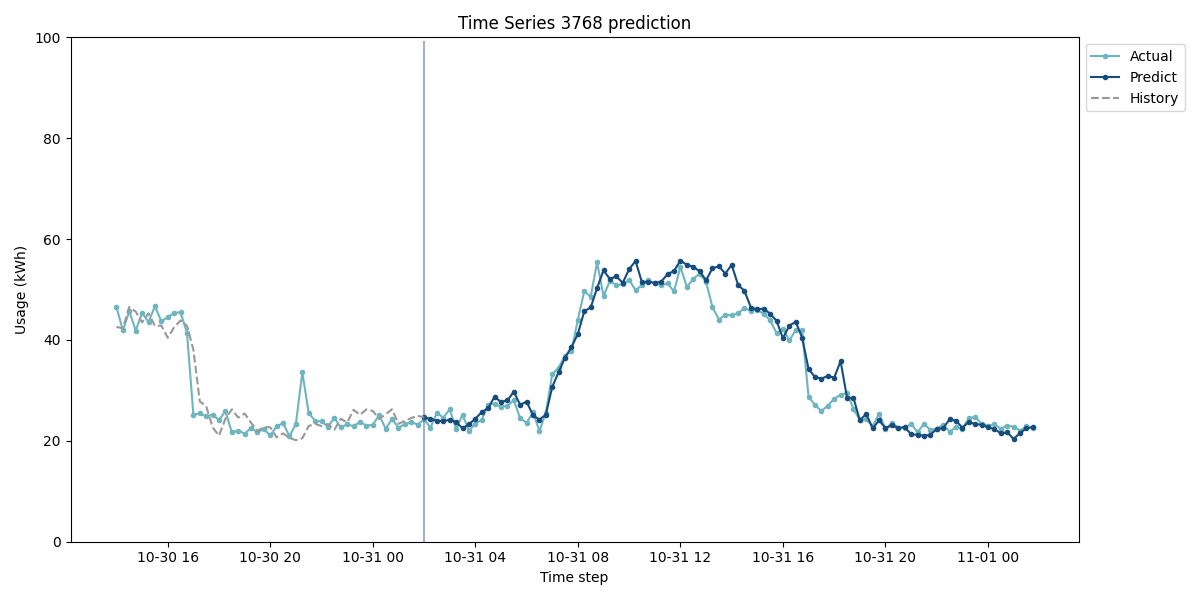 Time Series 3768 prediction
100
80
60
40
20
0
Usage (kWh)
10-30 16
10-30 20
10-31 00
10-31 04
10-31 08
10-31 12
10-31 16
10-31 20
11-01 00
Time step
Actual
Predict
History